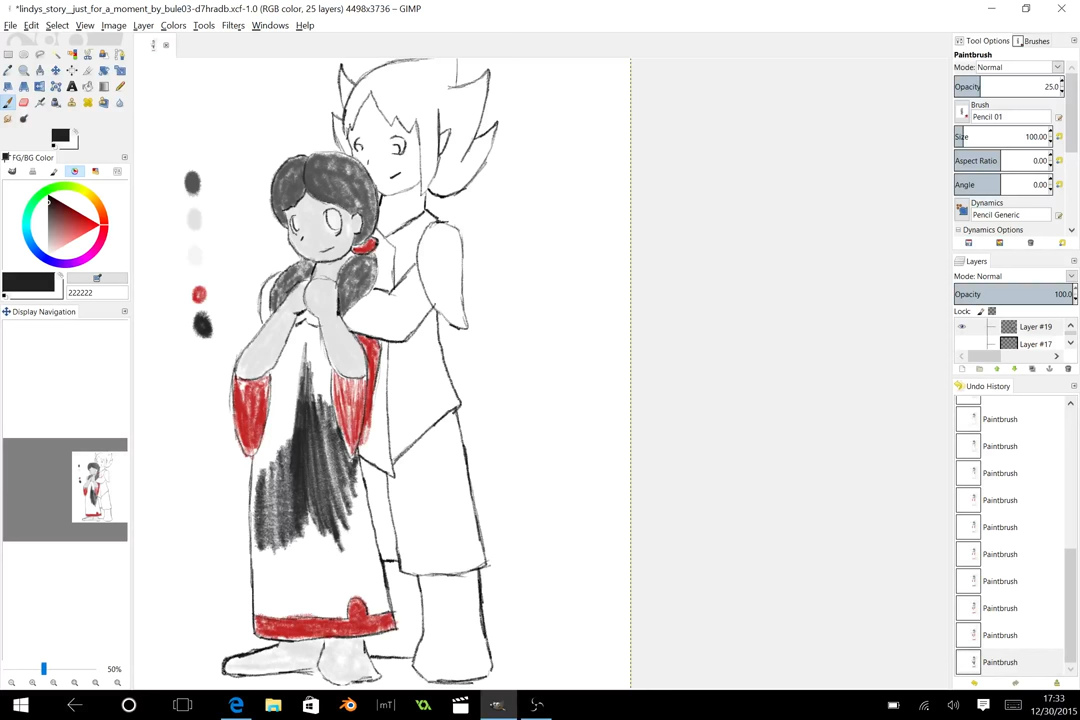 *lindys_story__just_for_a_moment_by_bule03-d7hradb.xcf-1.0 (RGB color, 25 layers) 4498x3736 – GIMP
File Edit Select View Image Layer Colors Tools Filters Windows Help
Tool Options Brushes
Paintbrush
Mode: Normal
Opacity 25.0
Brush
Pencil 01
Size 100.00
Aspect Ratio 0.00
Angle 0.00
Dynamics
Pencil Generic
Dynamics Options
FG/BG Color
222222
Display Navigation
50%
Layers
Mode: Normal
Opacity 100.0
Lock:
Layer #19
Layer #17
Undo History
Paintbrush
Paintbrush
Paintbrush
Paintbrush
Paintbrush
Paintbrush
Paintbrush
Paintbrush
Paintbrush
Paintbrush
mT
17:33
12/30/2015